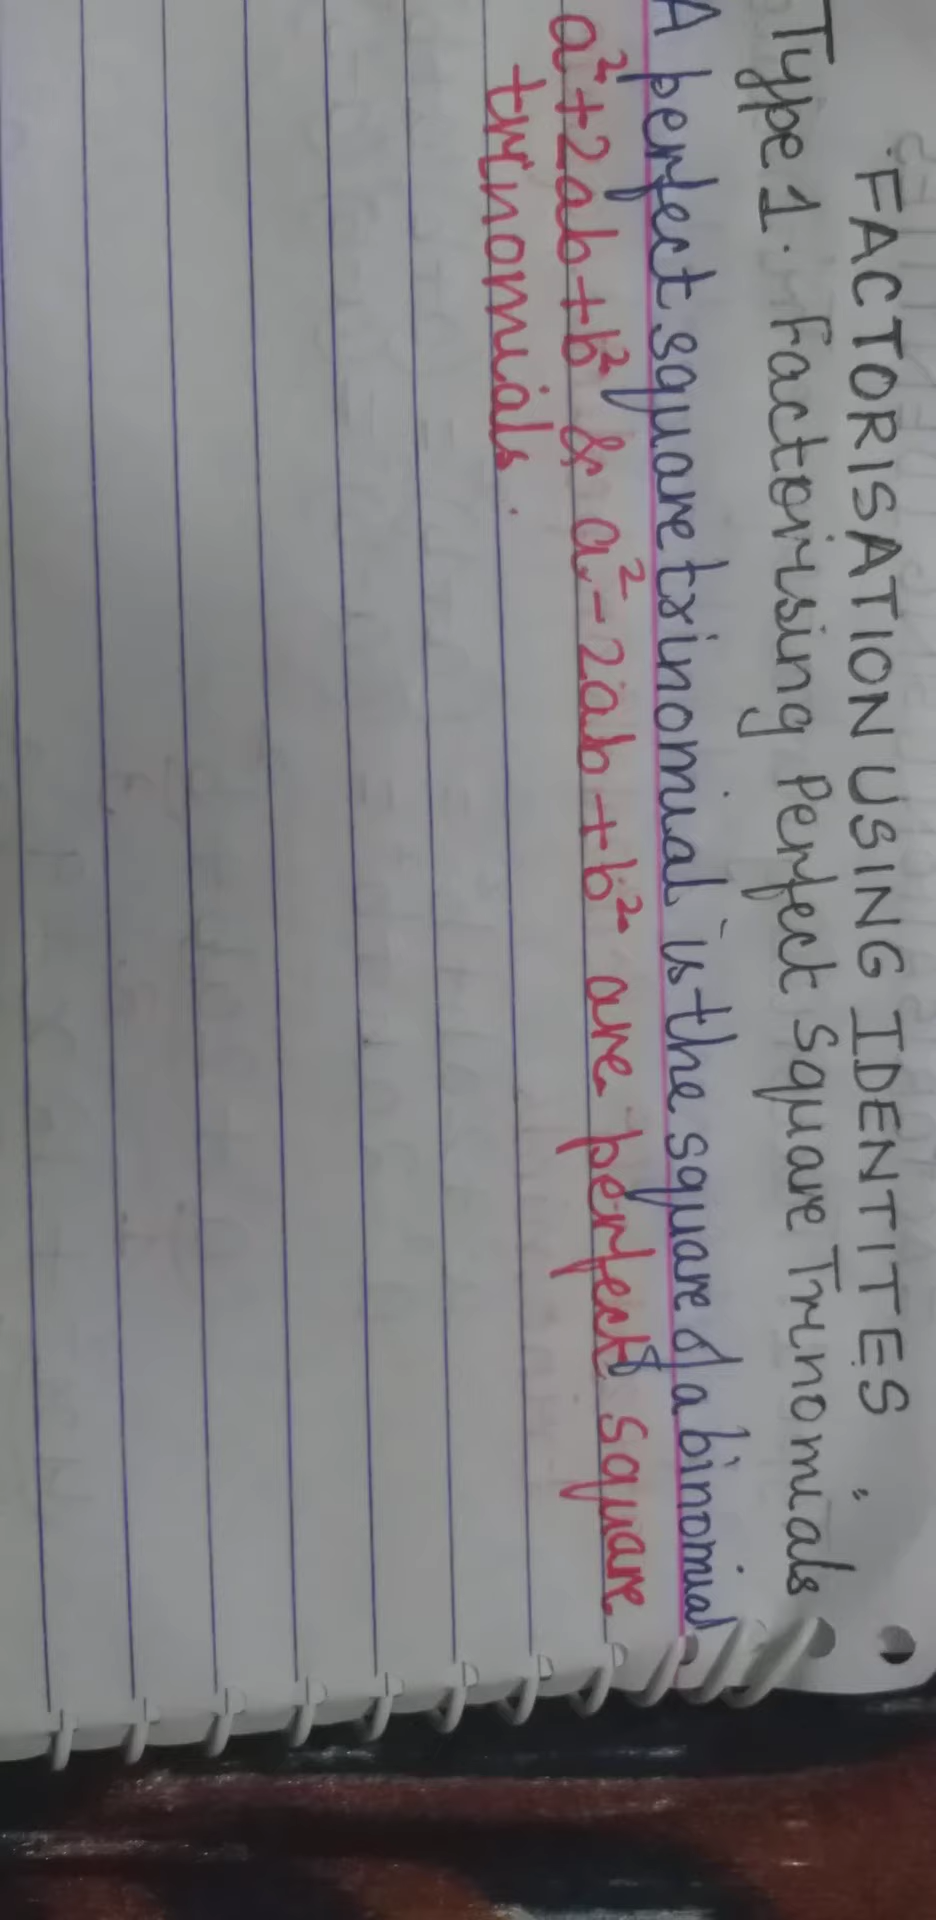 FACTORISATION USING IDENTITES "
Type 1. Factorising Perfect Square Trinomials
A perfect square trinomial is the square of a binomial
a²+2ab+b² & a²-2ab+b² are perfect square
trinomials.